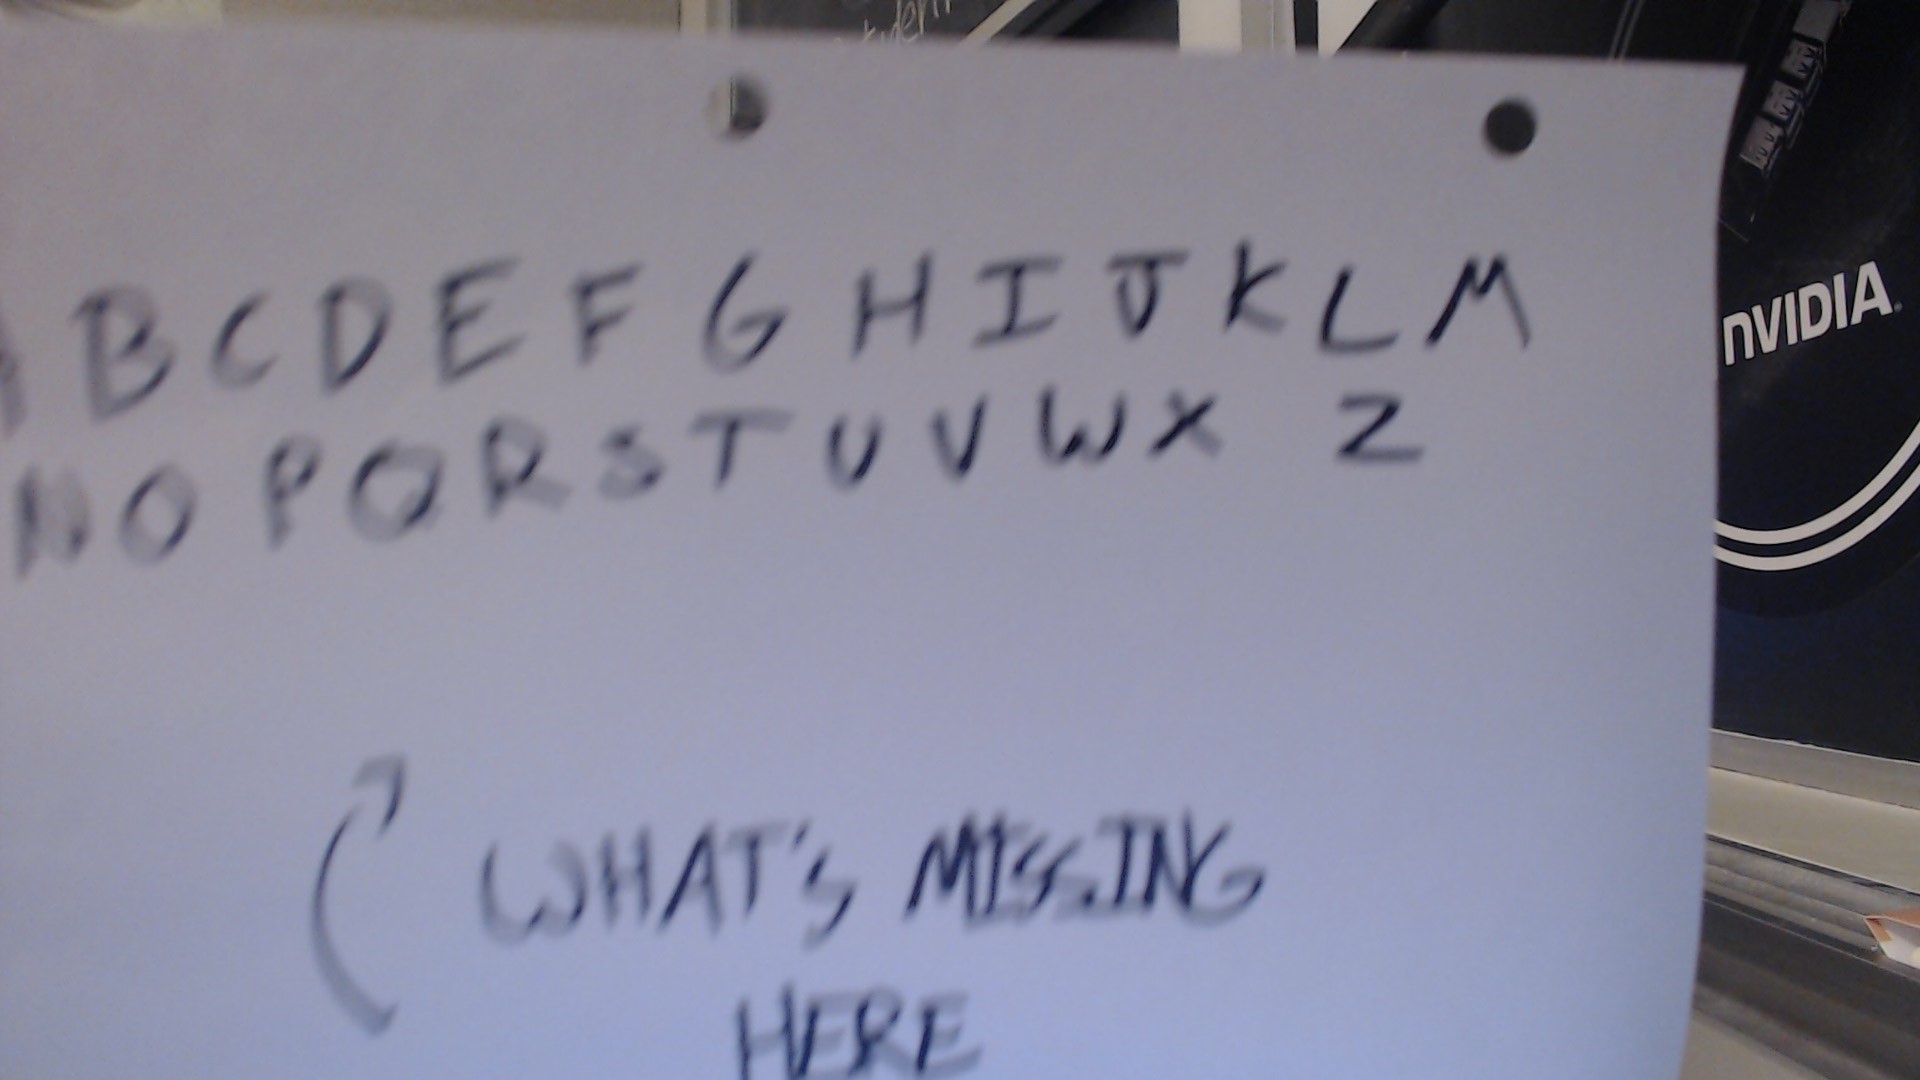 A B C D E F G H I J K L M
N O P Q R S T U V W X Z
WHAT'S MISSING
HERE
NVIDIA.